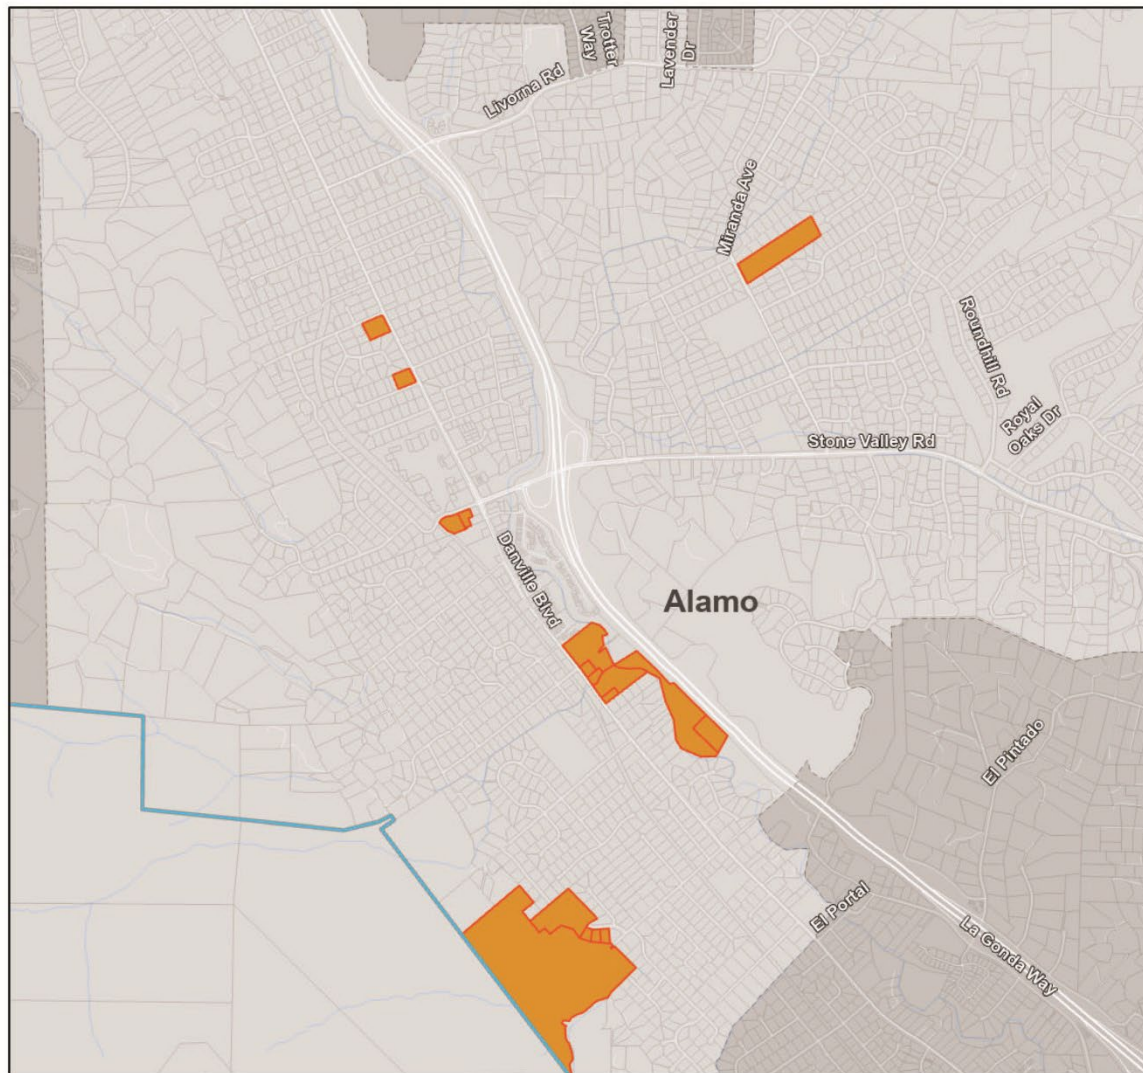 Trotter
Way
Lavender
Dr
Livorna Rd
Miranda Ave
Roundhill Rd
Royal
Oaks Dr
Stone Valley Rd
Danville Blvd
Alamo
El Pintado
El Portal
La Gonda Way